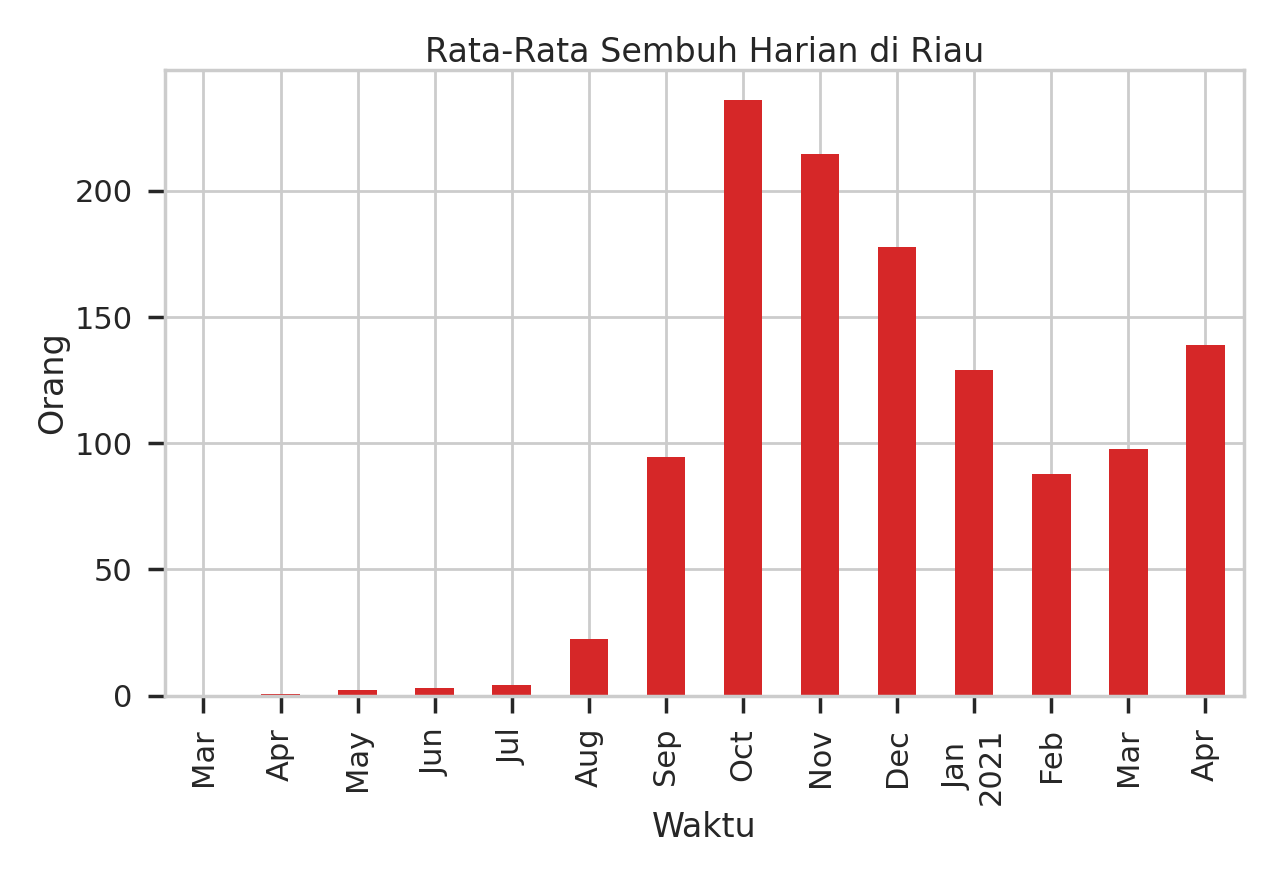 Rata-Rata Sembuh Harian di Riau
Orang
200
150
100
50
0
Mar
Apr
May
Jun
Jul
Aug
Sep
Oct
Nov
Dec
Jan
2021
Feb
Mar
Apr
Waktu